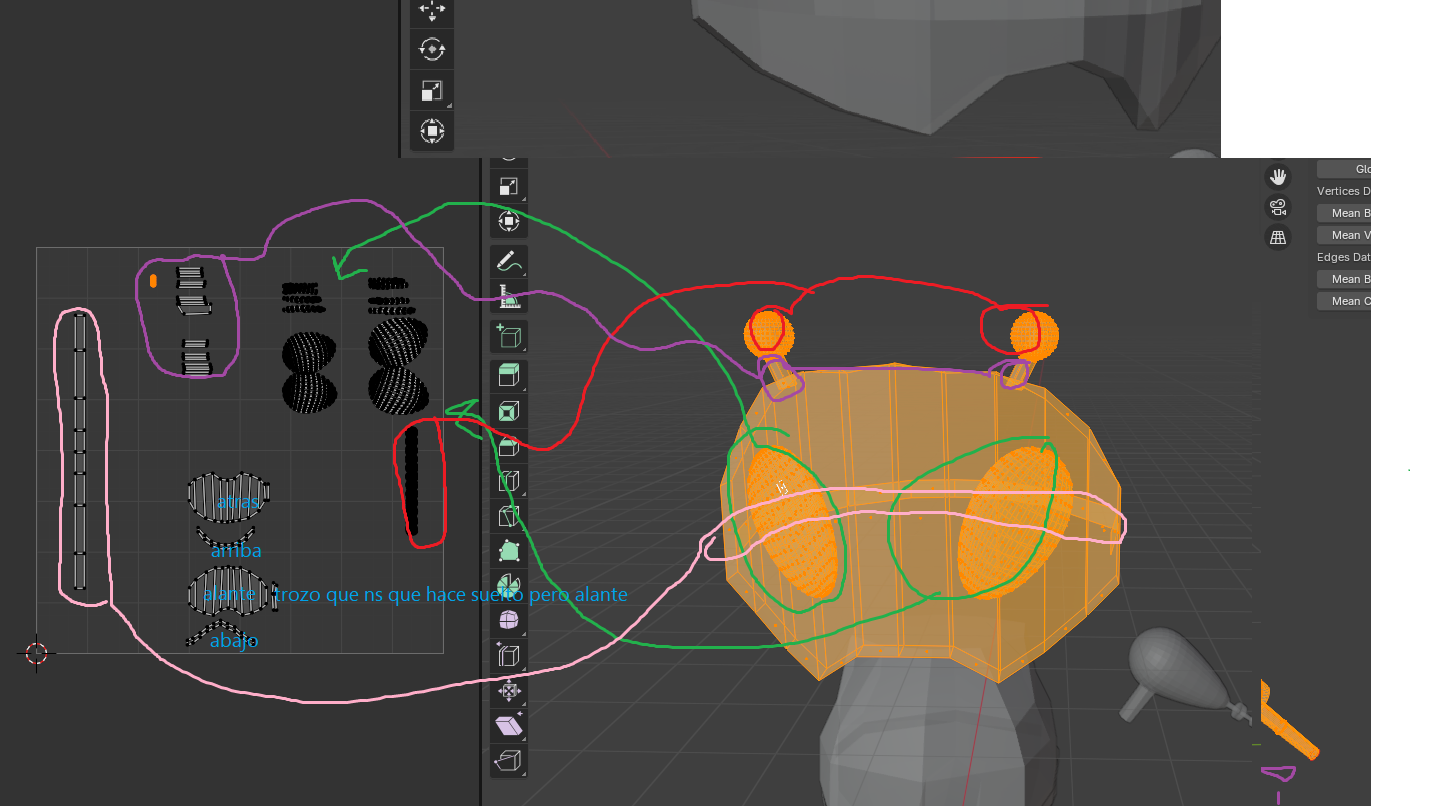 Glo
Vertices D
Mean B
Mean V
Edges Dat
Mean B
Mean C
atras
arriba
alante
trozo que ns que hace suelto pero alante
abajo